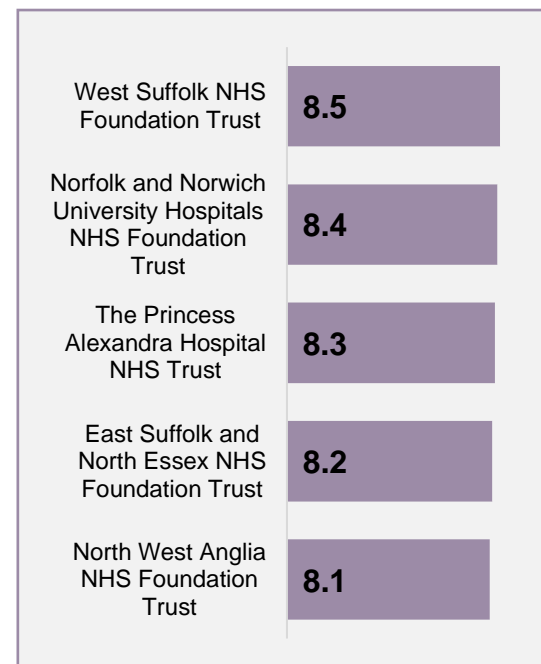 West Suffolk NHS
Foundation Trust
8.5
Norfolk and Norwich
University Hospitals
NHS Foundation
Trust
8.4
The Princess
Alexandra Hospital
NHS Trust
8.3
East Suffolk and
North Essex NHS
Foundation Trust
8.2
North West Anglia
NHS Foundation
Trust
8.1